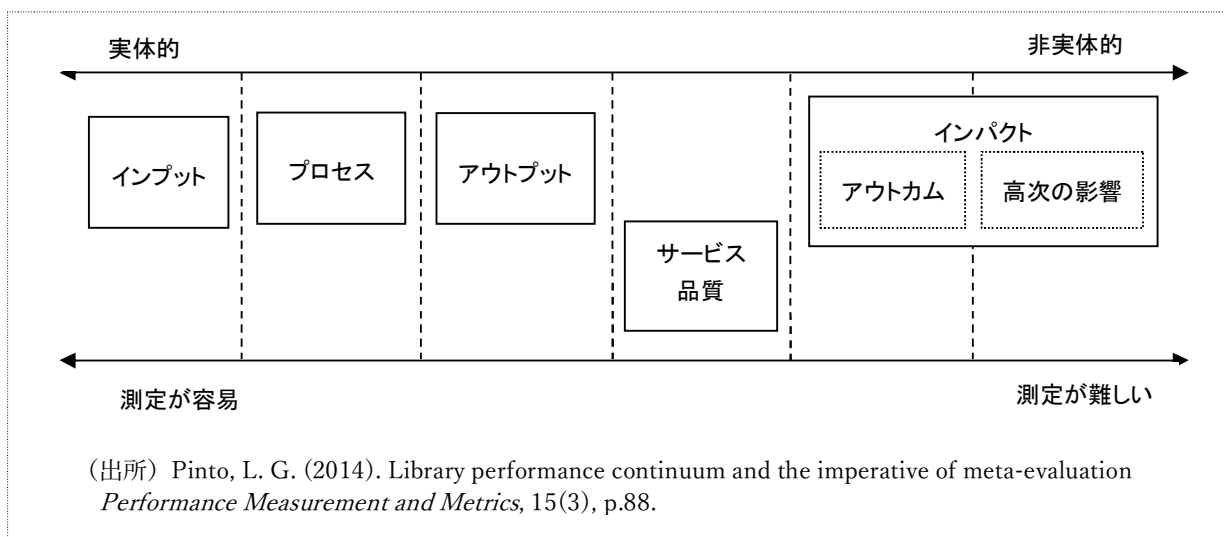 実体的
非実体的
インプット
プロセス
アウトプット
サービス
品質
インパクト
アウトカム
高次の影響
測定が容易
測定が難しい
（出所）Pinto, L. G. (2014). Library performance continuum and the imperative of meta-evaluation
Performance Measurement and Metrics, 15(3), p.88.